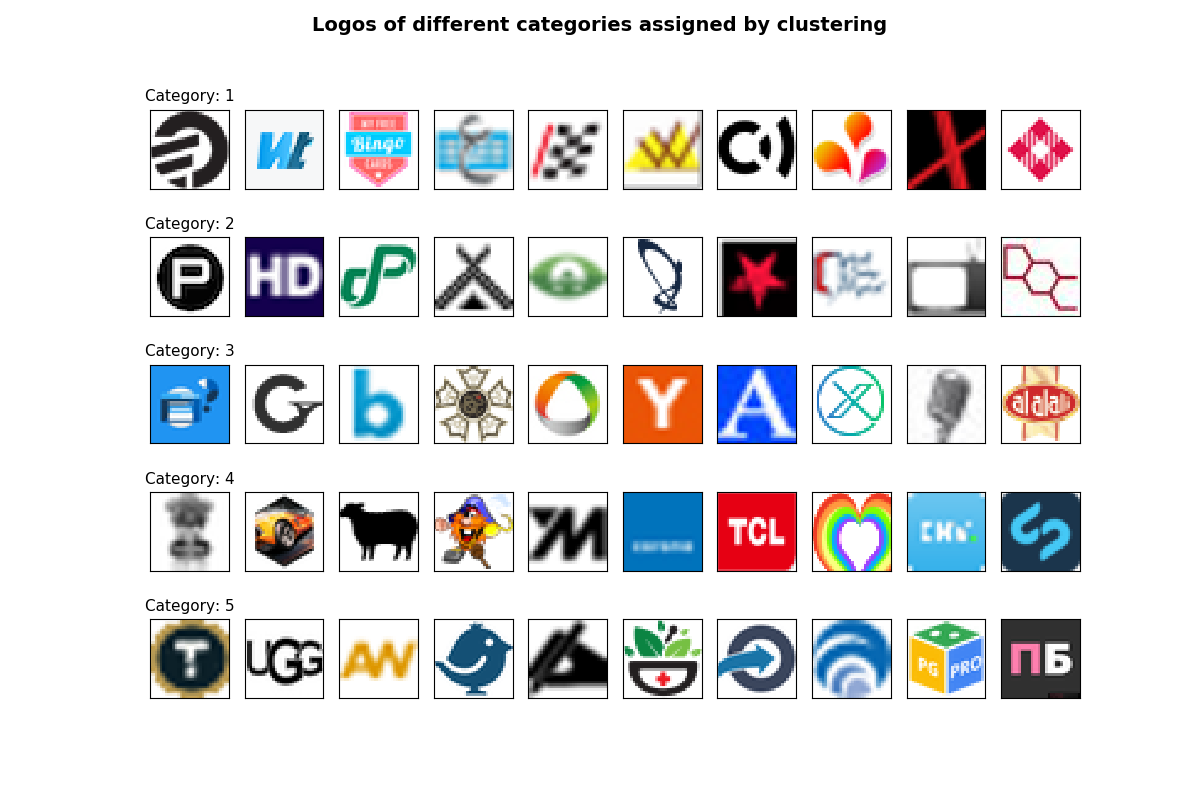 Logos of different categories assigned by clustering
Category: 1
Bingo
CARDS
Category: 2
P
HD
Category: 3
b
Y
A
Category: 4
TCL
Category: 5
T
UGG
AW
PG
PRO
ПБ